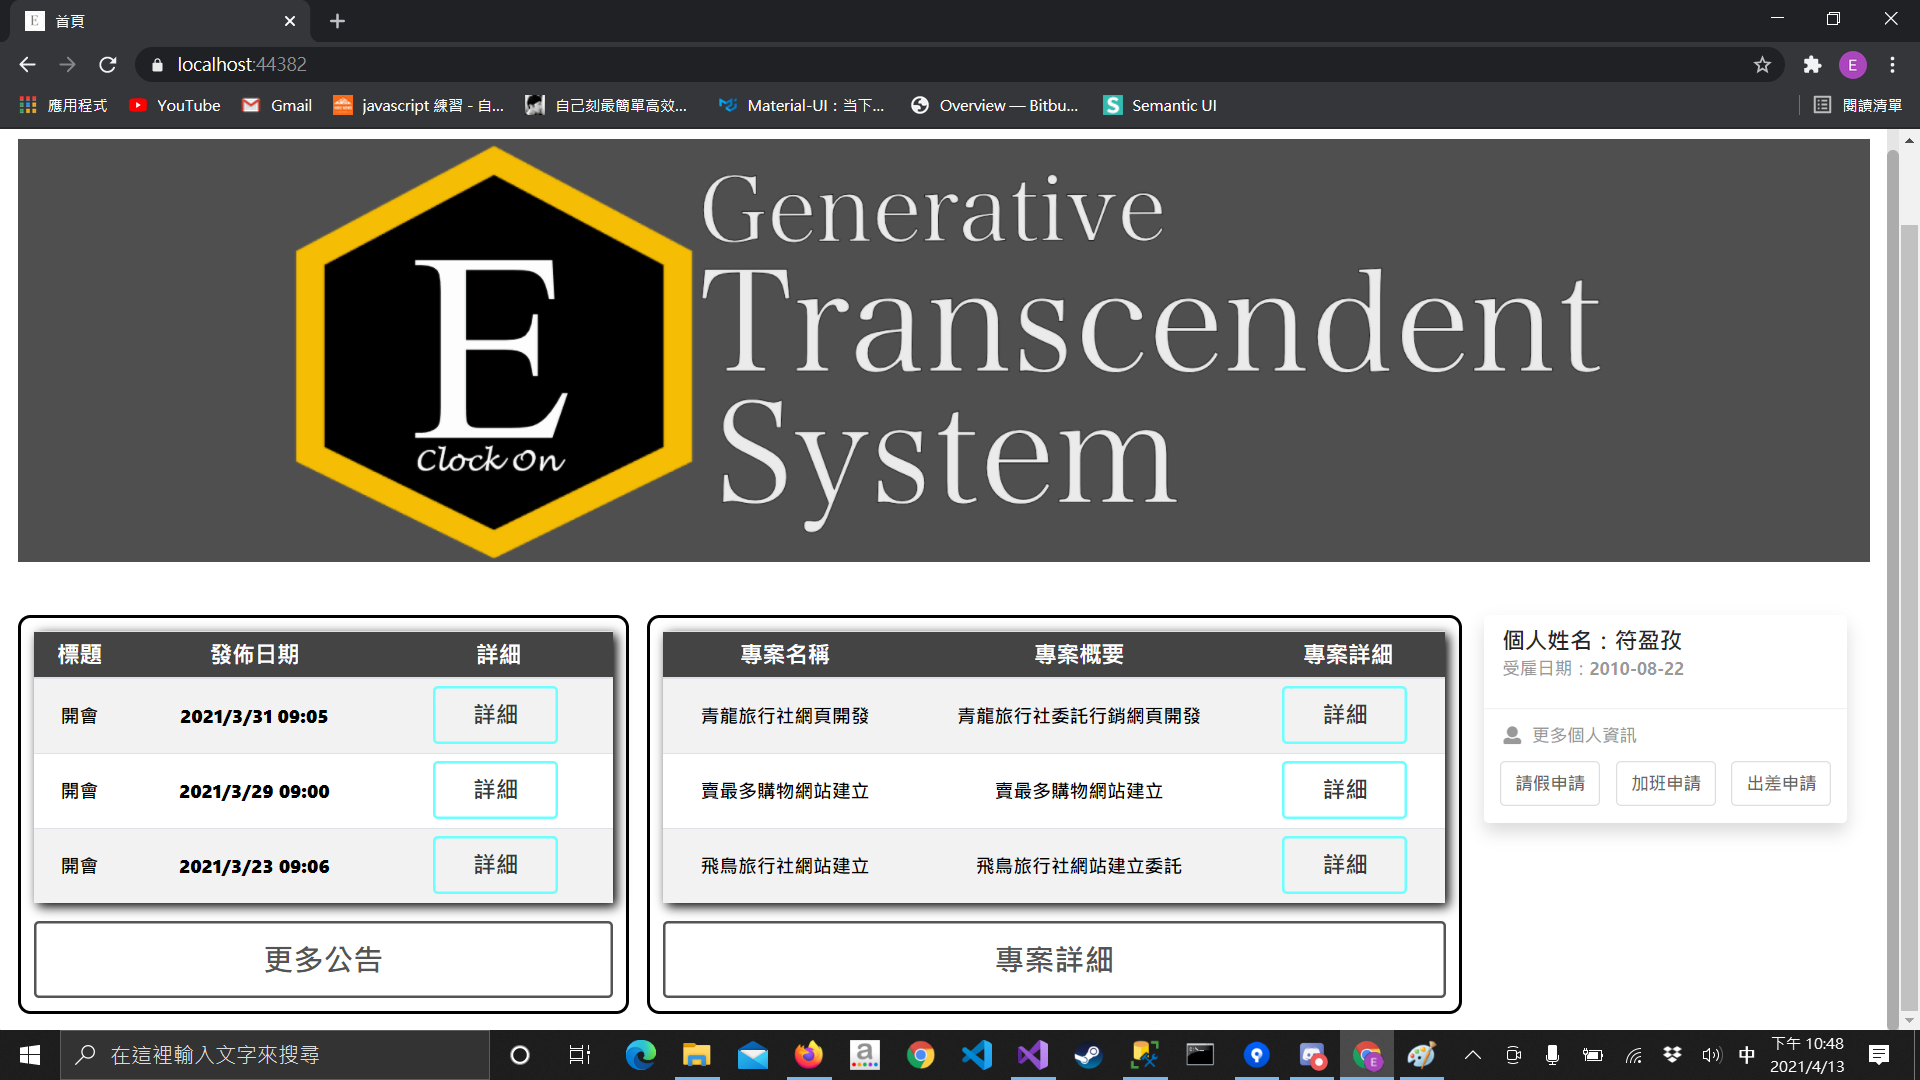 E 首頁
localhost:44382
E
應用程式 YouTube Gmail javascript 練習 - 自... 自己刻最簡單高效... Material-UI：当下... Overview — Bitbu... Semantic UI 閱讀清單
E
Clock On
Generative
Transcendent
System
標題 發佈日期 詳細
開會 2021/3/31 09:05 詳細
開會 2021/3/29 09:00 詳細
開會 2021/3/23 09:06 詳細
更多公告
專案名稱 專案概要 專案詳細
青龍旅行社網頁開發 青龍旅行社委託行銷網頁開發 詳細
賣最多購物網站建立 賣最多購物網站建立 詳細
飛鳥旅行社網站建立 飛鳥旅行社網站建立委託 詳細
專案詳細
個人姓名：符盈孜
受雇日期：2010-08-22
更多個人資訊
請假申請 加班申請 出差申請
在這裡輸入文字來搜尋
a
E
中
下午 10:48
2021/4/13